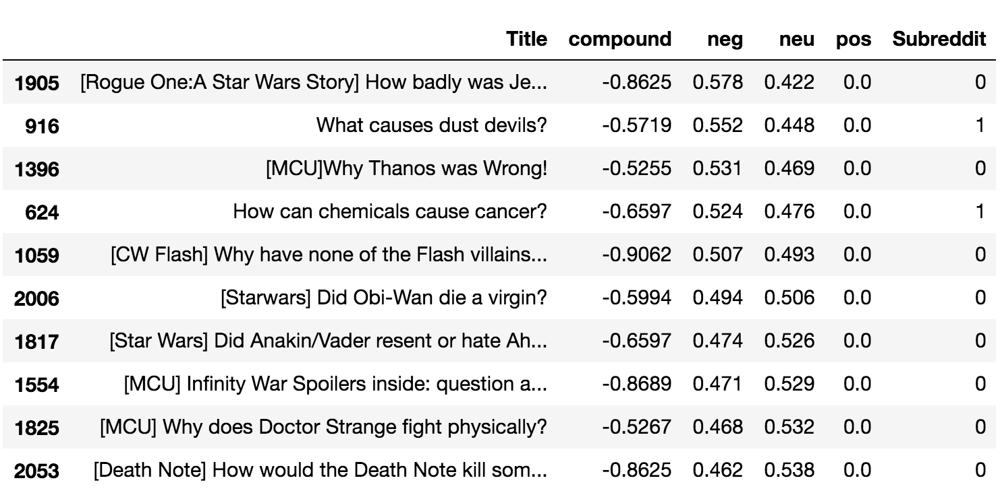 Title compound neg neu pos Subreddit
1905 [Rogue One:A Star Wars Story] How badly was Je... -0.8625 0.578 0.422 0.0 0
916 What causes dust devils? -0.5719 0.552 0.448 0.0 1
1396 [MCU]Why Thanos was Wrong! -0.5255 0.531 0.469 0.0 0
624 How can chemicals cause cancer? -0.6597 0.524 0.476 0.0 1
1059 [CW Flash] Why have none of the Flash villains... -0.9062 0.507 0.493 0.0 0
2006 [Starwars] Did Obi-Wan die a virgin? -0.5994 0.494 0.506 0.0 0
1817 [Star Wars] Did Anakin/Vader resent or hate Ah... -0.6597 0.474 0.526 0.0 0
1554 [MCU] Infinity War Spoilers inside: question a... -0.8689 0.471 0.529 0.0 0
1825 [MCU] Why does Doctor Strange fight physically? -0.5267 0.468 0.532 0.0 0
2053 [Death Note] How would the Death Note kill som... -0.8625 0.462 0.538 0.0 0